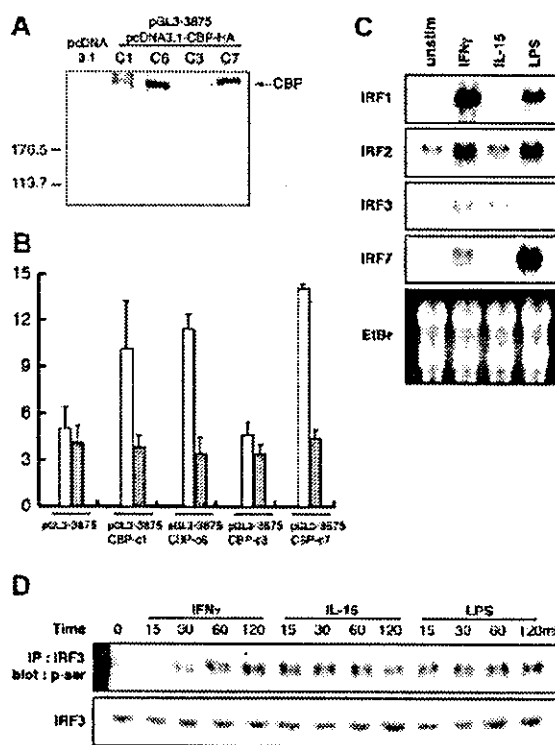 A
pGL3-3875
pcDNA 3.1
pcDNA3.1-CBP-HA
C1 C6 C3 C7
CBP
176.5
113.7
B
15
12
9
6
3
0
pGL3-3875
pGL3-3875 CBP-c1
pGL3-3875 CBP-c6
pGL3-3875 CBP-c3
pGL3-3875 CBP-c7
C
unstim IFNγ IL-15 LPS
IRF1
IRF2
IRF3
IRF7
EtBr
D
IFNγ IL-15 LPS
Time 0 15 30 60 120 15 30 60 120 15 30 60 120m
IP : IRF3
blot : p-ser
IRF3